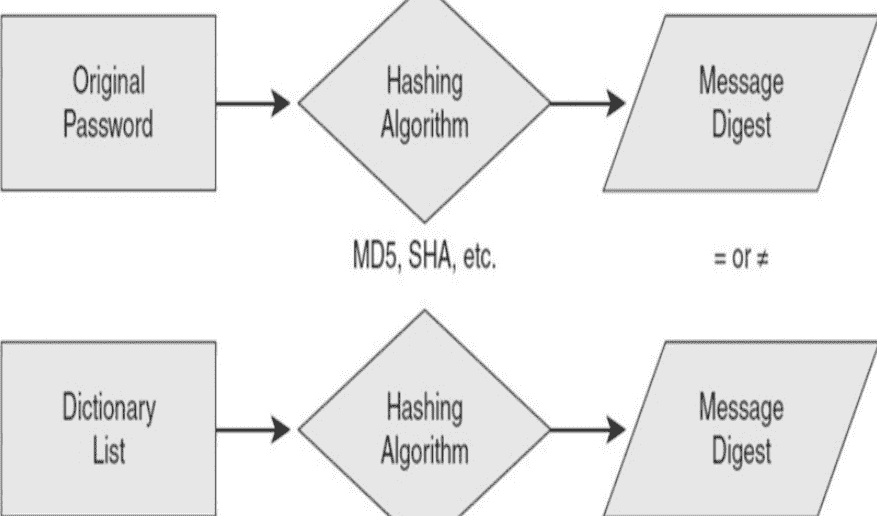 Original
Password
Hashing
Algorithm
Message
Digest
MD5, SHA, etc.
= or ≠
Dictionary
List
Hashing
Algorithm
Message
Digest